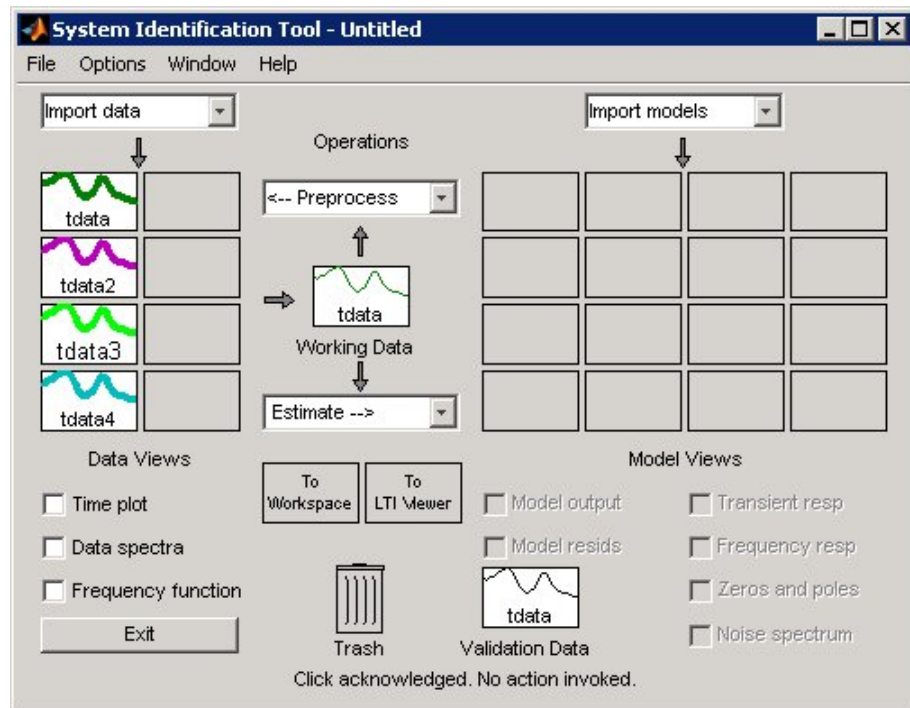 System Identification Tool - Untitled
File Options Window Help
Import data
Import models
Operations
<-- Preprocess
tdata
tdata2
tdata3
tdata4
tdata
Working Data
Estimate -->
Data Views
Model Views
To Workspace
To LTI Viewer
Time plot
Data spectra
Frequency function
Exit
Model output
Transient resp
Model resids
Frequency resp
Zeros and poles
Noise spectrum
Trash
tdata
Validation Data
Click acknowledged. No action invoked.